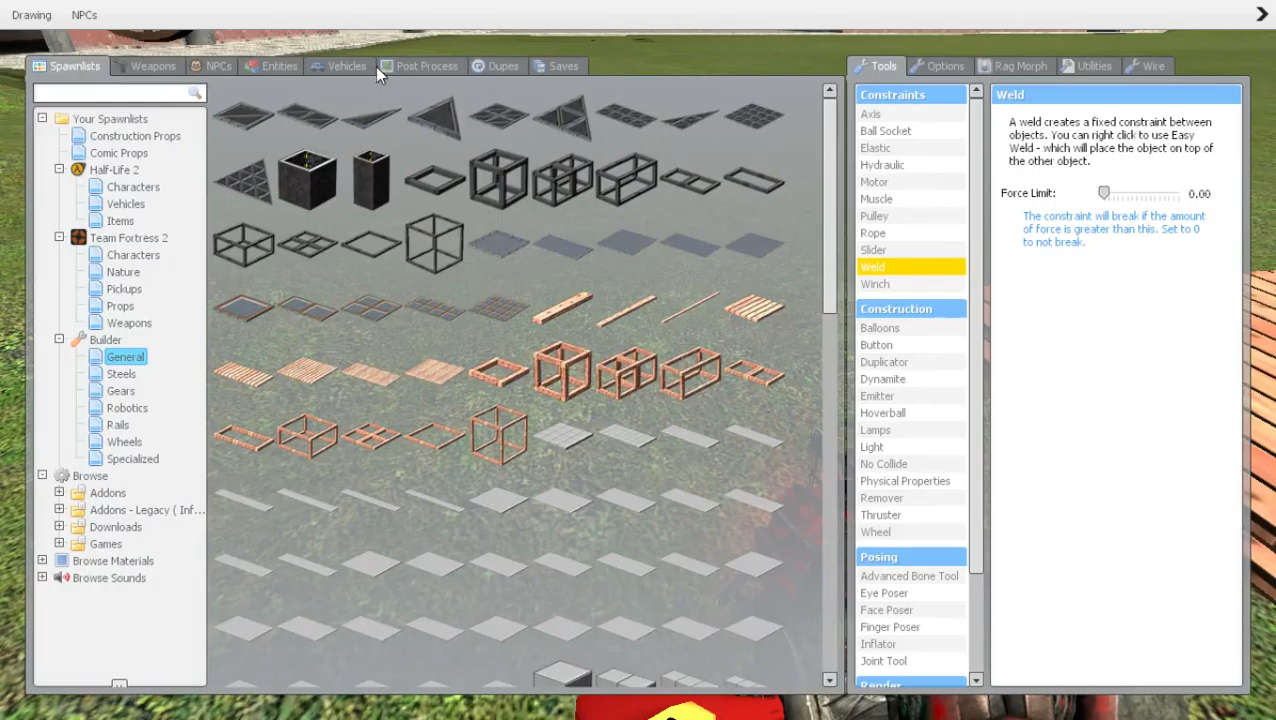 Drawing NPCs
Spawnlists Weapons NPCs Entities Vehicles Post Process Dupes Saves
Your Spawnlists
Construction Props
Comic Props
Half-Life 2
Characters
Vehicles
Items
Team Fortress 2
Characters
Nature
Pickups
Props
Weapons
Builder
General
Steels
Gears
Robotics
Rails
Wheels
Specialized
Browse
Addons
Addons - Legacy ( Inf...
Downloads
Games
Browse Materials
Browse Sounds
Tools Options Rag Morph Utilities Wire
Constraints
Axis
Ball Socket
Elastic
Hydraulic
Motor
Muscle
Pulley
Rope
Slider
Weld
Winch
Construction
Balloons
Button
Duplicator
Dynamite
Emitter
Hoverball
Lamps
Light
No Collide
Physical Properties
Remover
Thruster
Wheel
Posing
Advanced Bone Tool
Eye Poser
Face Poser
Finger Poser
Inflator
Joint Tool
Render
Weld
A weld creates a fixed constraint between
objects. You can right click to use Easy
Weld - which will place the object on top of
the other object.
Force Limit: 0.00
The constraint will break if the amount
of force is greater than this. Set to 0
to not break.